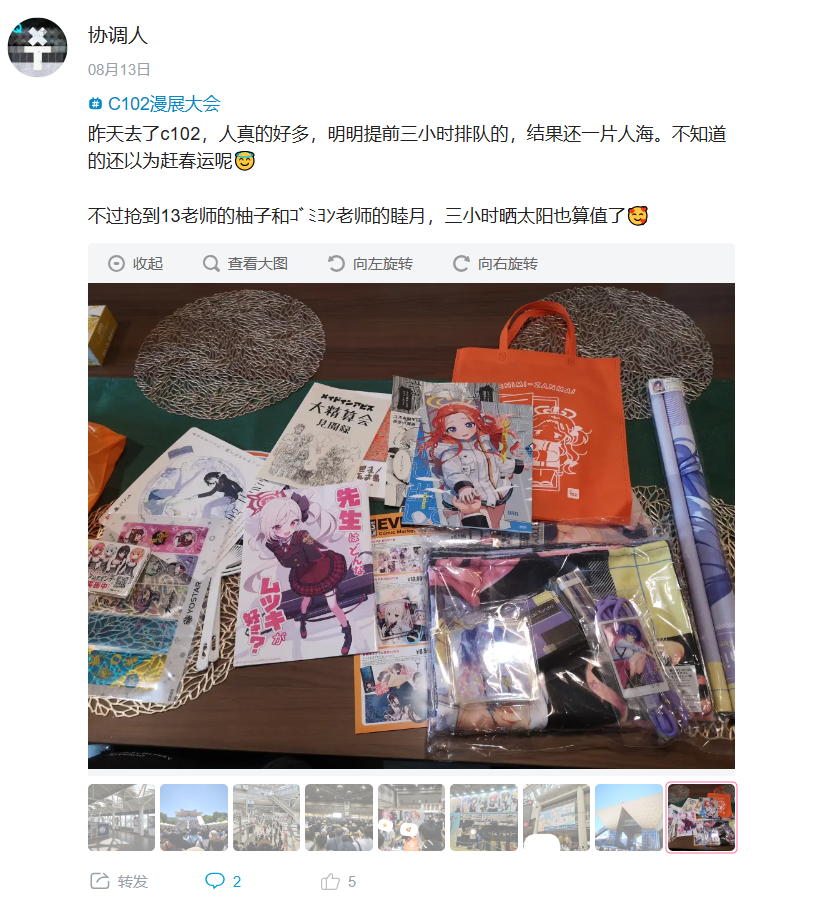 协调人
08月13日
C102漫展大会
昨天去了c102，人真的好多，明明提前三小时排队的，结果还一片人海。不知道
的还以为赶春运呢😇
不过抢到13老师的柚子和ｺﾞﾐﾖﾝ老师的睦月，三小时晒太阳也算值了🥰
收起
查看大图
向左旋转
向右旋转
メイドインアビス
大精算会
見聞録
先生はどんな
ムツキが
好き?
YOSTAR
EVE
Comic Marke
转发
2
5